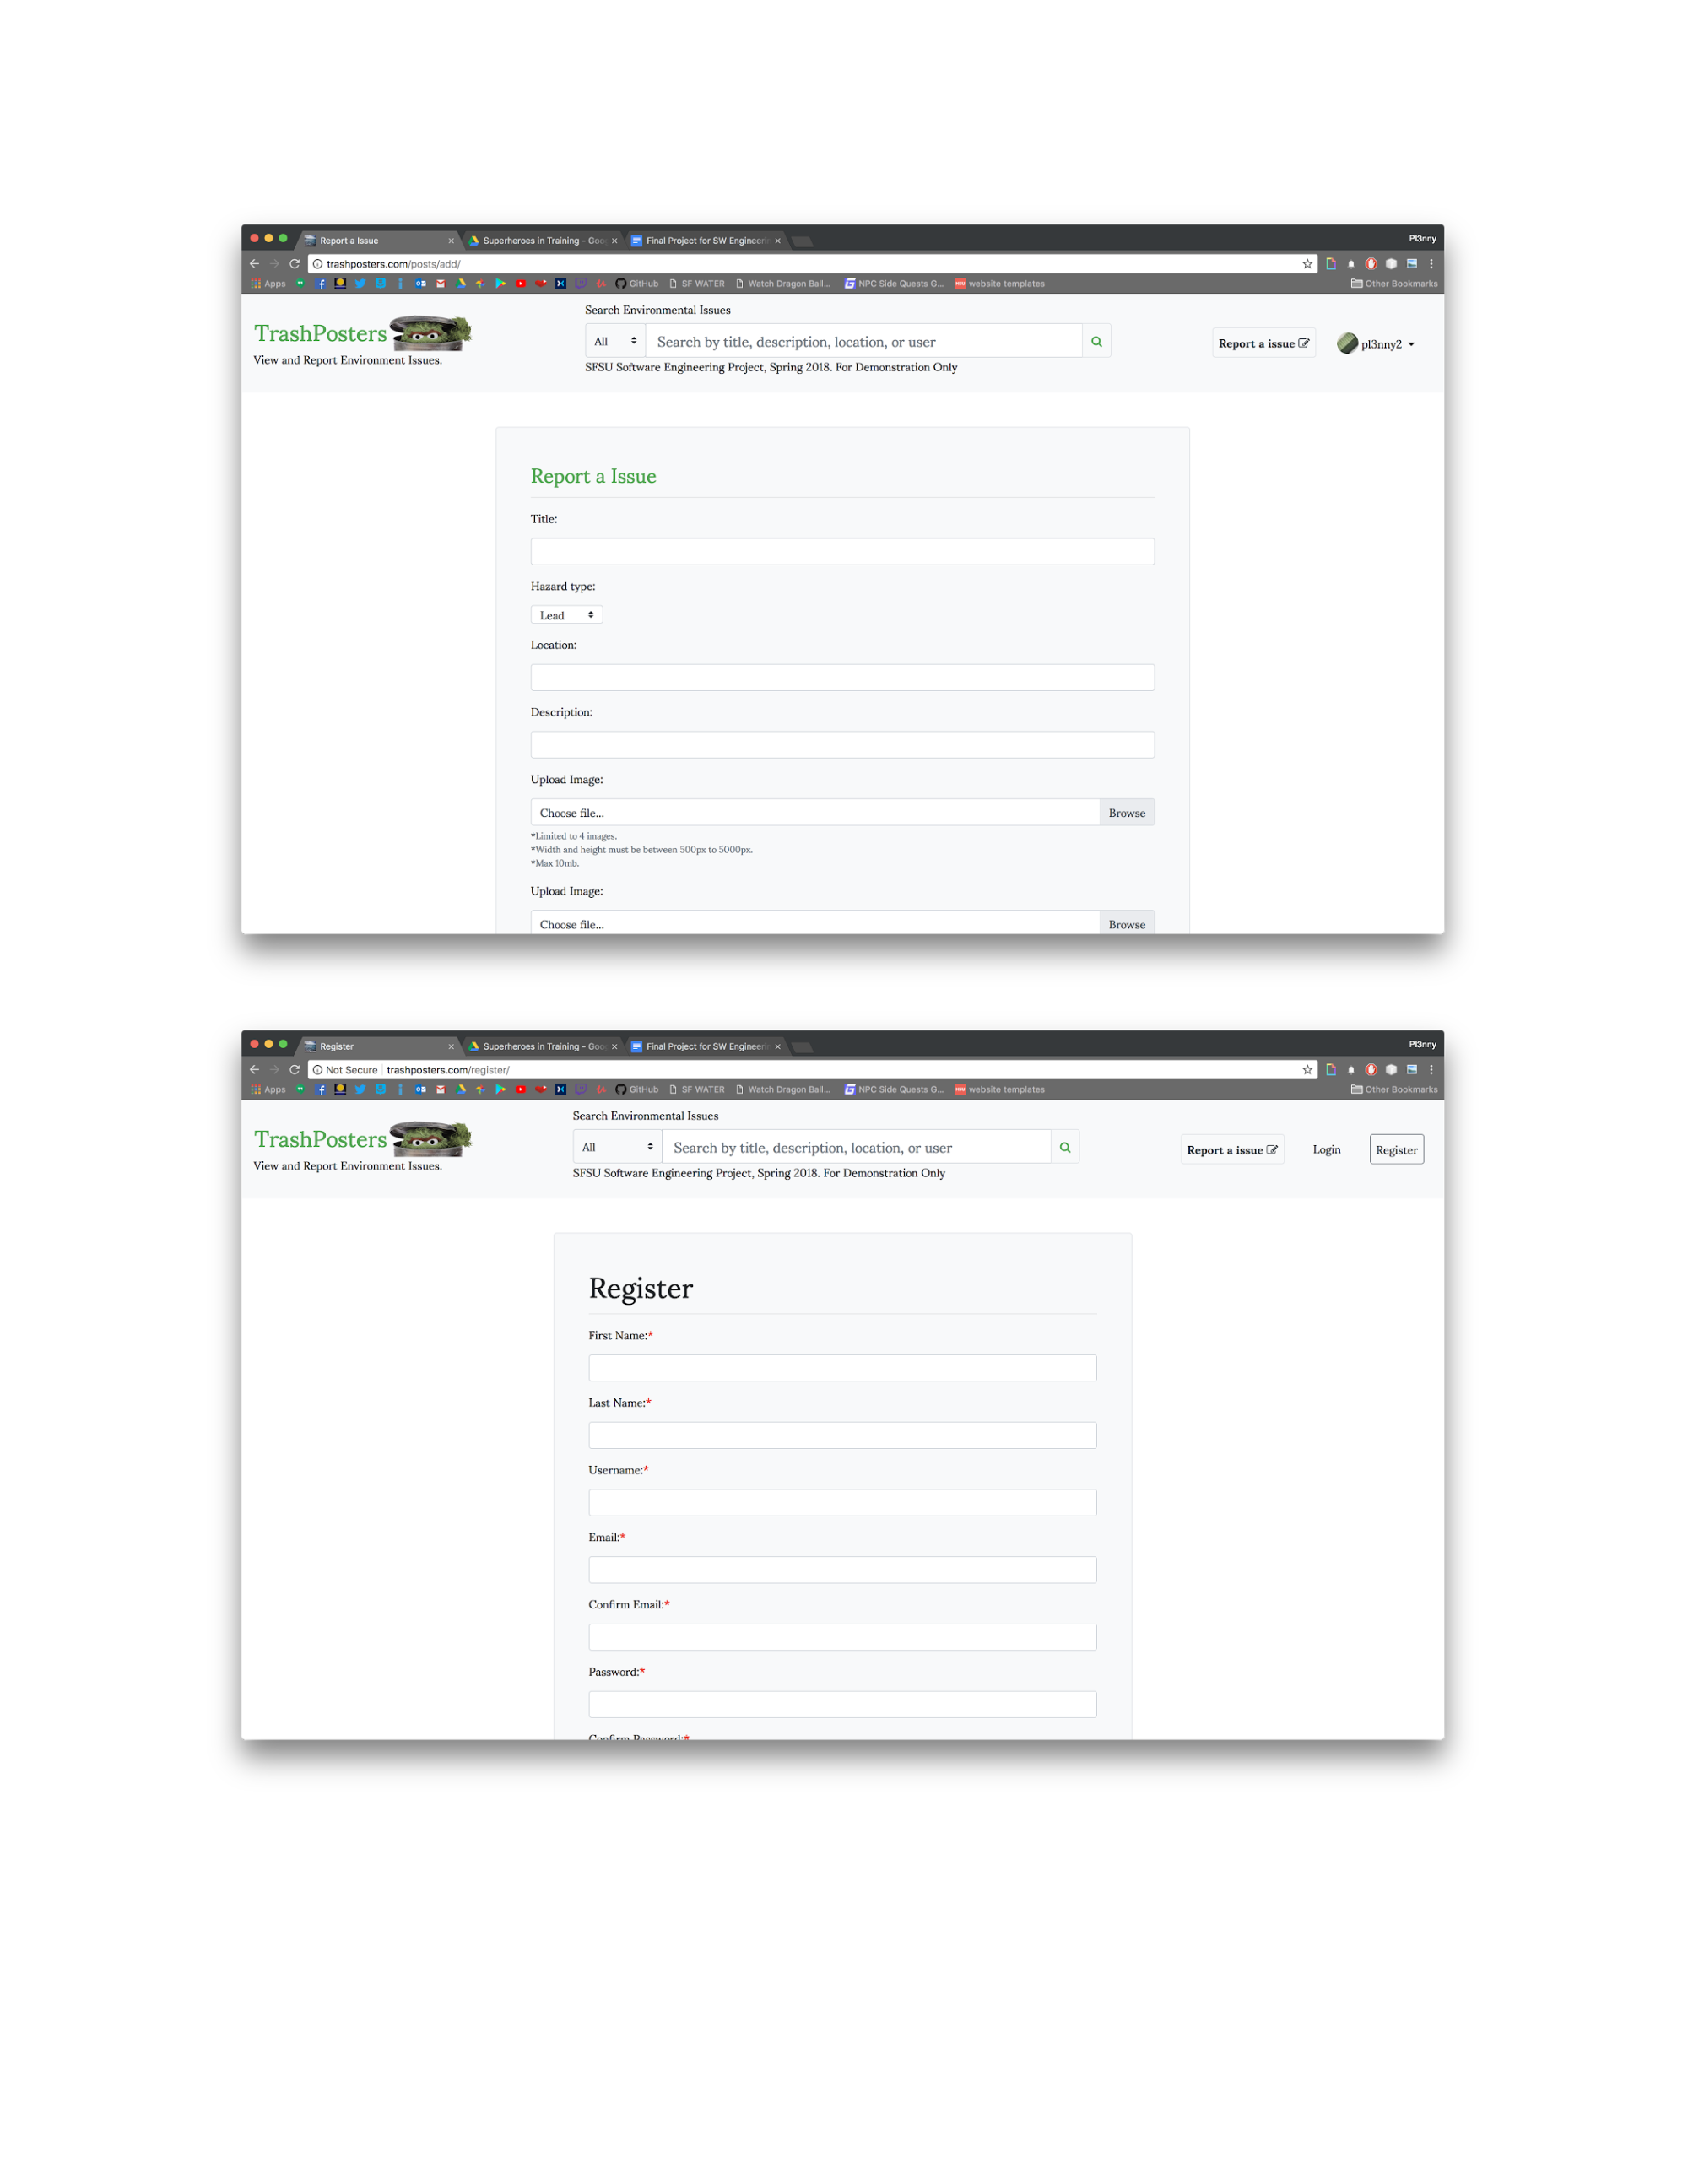 Report a Issue
Superheroes in Training - Goo
Final Project for SW Engineerin
Pl3nny
trashposters.com/posts/add/
Apps
GitHub
SF WATER
Watch Dragon Ball...
NPC Side Quests G...
website templates
Other Bookmarks
TrashPosters
View and Report Environment Issues.
Search Environmental Issues
All
Search by title, description, location, or user
SFSU Software Engineering Project, Spring 2018. For Demonstration Only
Report a issue
pl3nny2
Report a Issue
Title:
Hazard type:
Lead
Location:
Description:
Upload Image:
Choose file...
Browse
*Limited to 4 images.
*Width and height must be between 500px to 5000px.
*Max 10mb.
Upload Image:
Choose file...
Browse
Register
Superheroes in Training - Goo
Final Project for SW Engineerin
Pl3nny
Not Secure
trashposters.com/register/
Apps
GitHub
SF WATER
Watch Dragon Ball...
NPC Side Quests G...
website templates
Other Bookmarks
TrashPosters
View and Report Environment Issues.
Search Environmental Issues
All
Search by title, description, location, or user
SFSU Software Engineering Project, Spring 2018. For Demonstration Only
Report a issue
Login
Register
Register
First Name:*
Last Name:*
Username:*
Email:*
Confirm Email:*
Password:*
Confirm Password:*